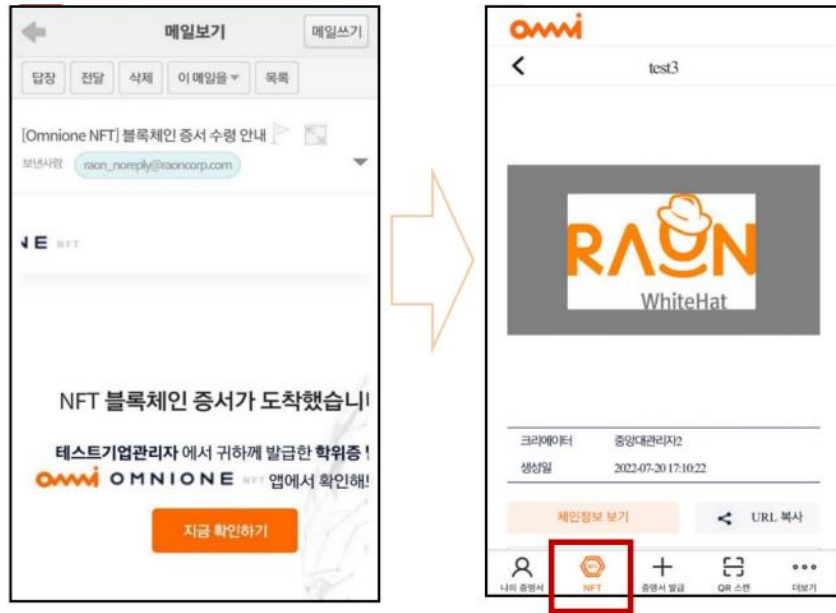 메일보기
메일쓰기
답장
전달
삭제
이 메일을
목록
[Omnione NFT] 블록체인 증서 수령 안내
보낸사람
raon_noreply@raoncorp.com
NE NFT
NFT 블록체인 증서가 도착했습니
테스트기업관리자 에서 귀하께 발급한 학위증
omni OMNIONE NFT 앱에서 확인해
지금 확인하기
omni
test3
RAON
WhiteHat
크리에이터 중앙대관리자2
생성일 2022-07-20 17:10:22
체인정보 보기
URL 복사
나의 증명서
NFT
증명서 발급
QR 스캔
더보기